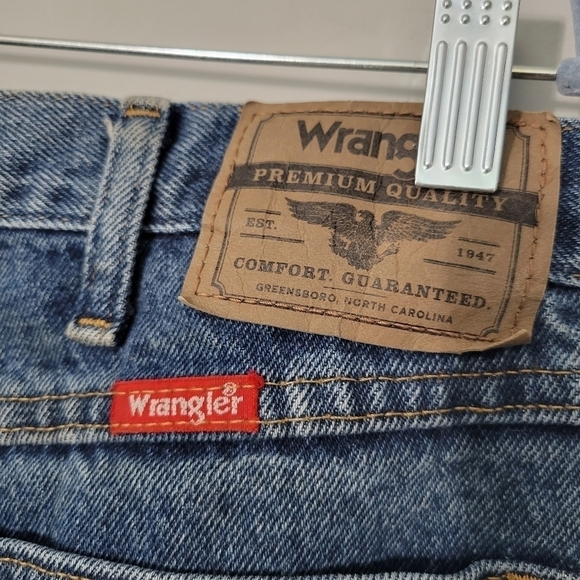 Wrang
PREMIUM QUALITY
EST. 1947
COMFORT. GUARANTEED.
GREENSBORO, NORTH CAROLINA
Wrangler®